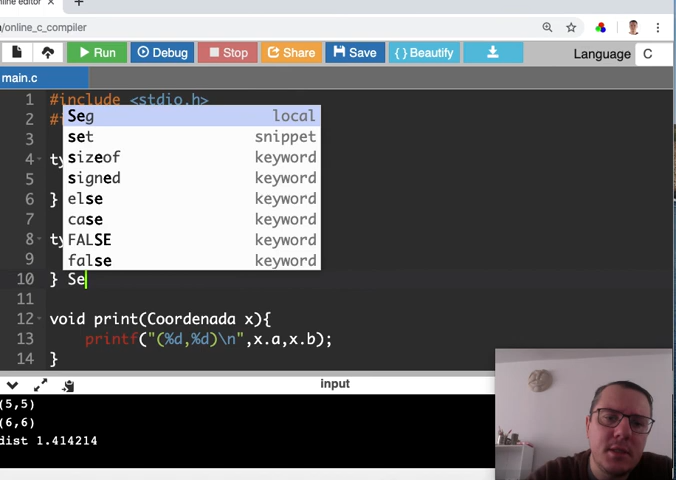 nline editor
/online_c_compiler
Run Debug Stop Share Save {} Beautify Language C
main.c
1 #include <stdio.h>
2 #
3
4 ty
5
6 }
7
8 ty
9
10 } Se
11
12 void print(Coordenada x){
13 printf("(%d,%d)\n",x.a,x.b);
14 }
Seg local
set snippet
sizeof keyword
signed keyword
else keyword
case keyword
FALSE keyword
false keyword
input
(5,5)
(6,6)
dist 1.414214